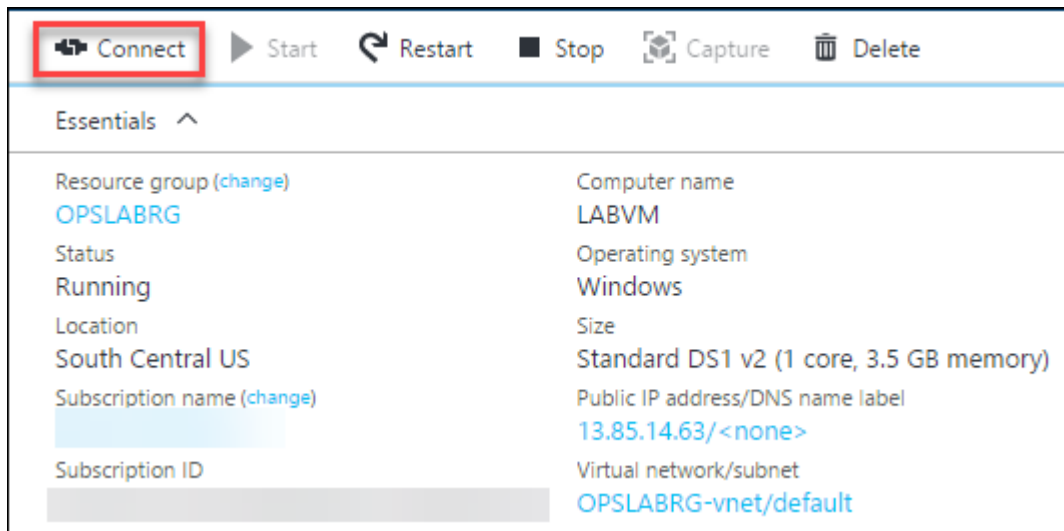 Connect Start Restart Stop Capture Delete
Essentials
Resource group (change)
OPSLABRG
Status
Running
Location
South Central US
Subscription name (change)
Subscription ID
Computer name
LABVM
Operating system
Windows
Size
Standard DS1 v2 (1 core, 3.5 GB memory)
Public IP address/DNS name label
13.85.14.63/<none>
Virtual network/subnet
OPSLABRG-vnet/default